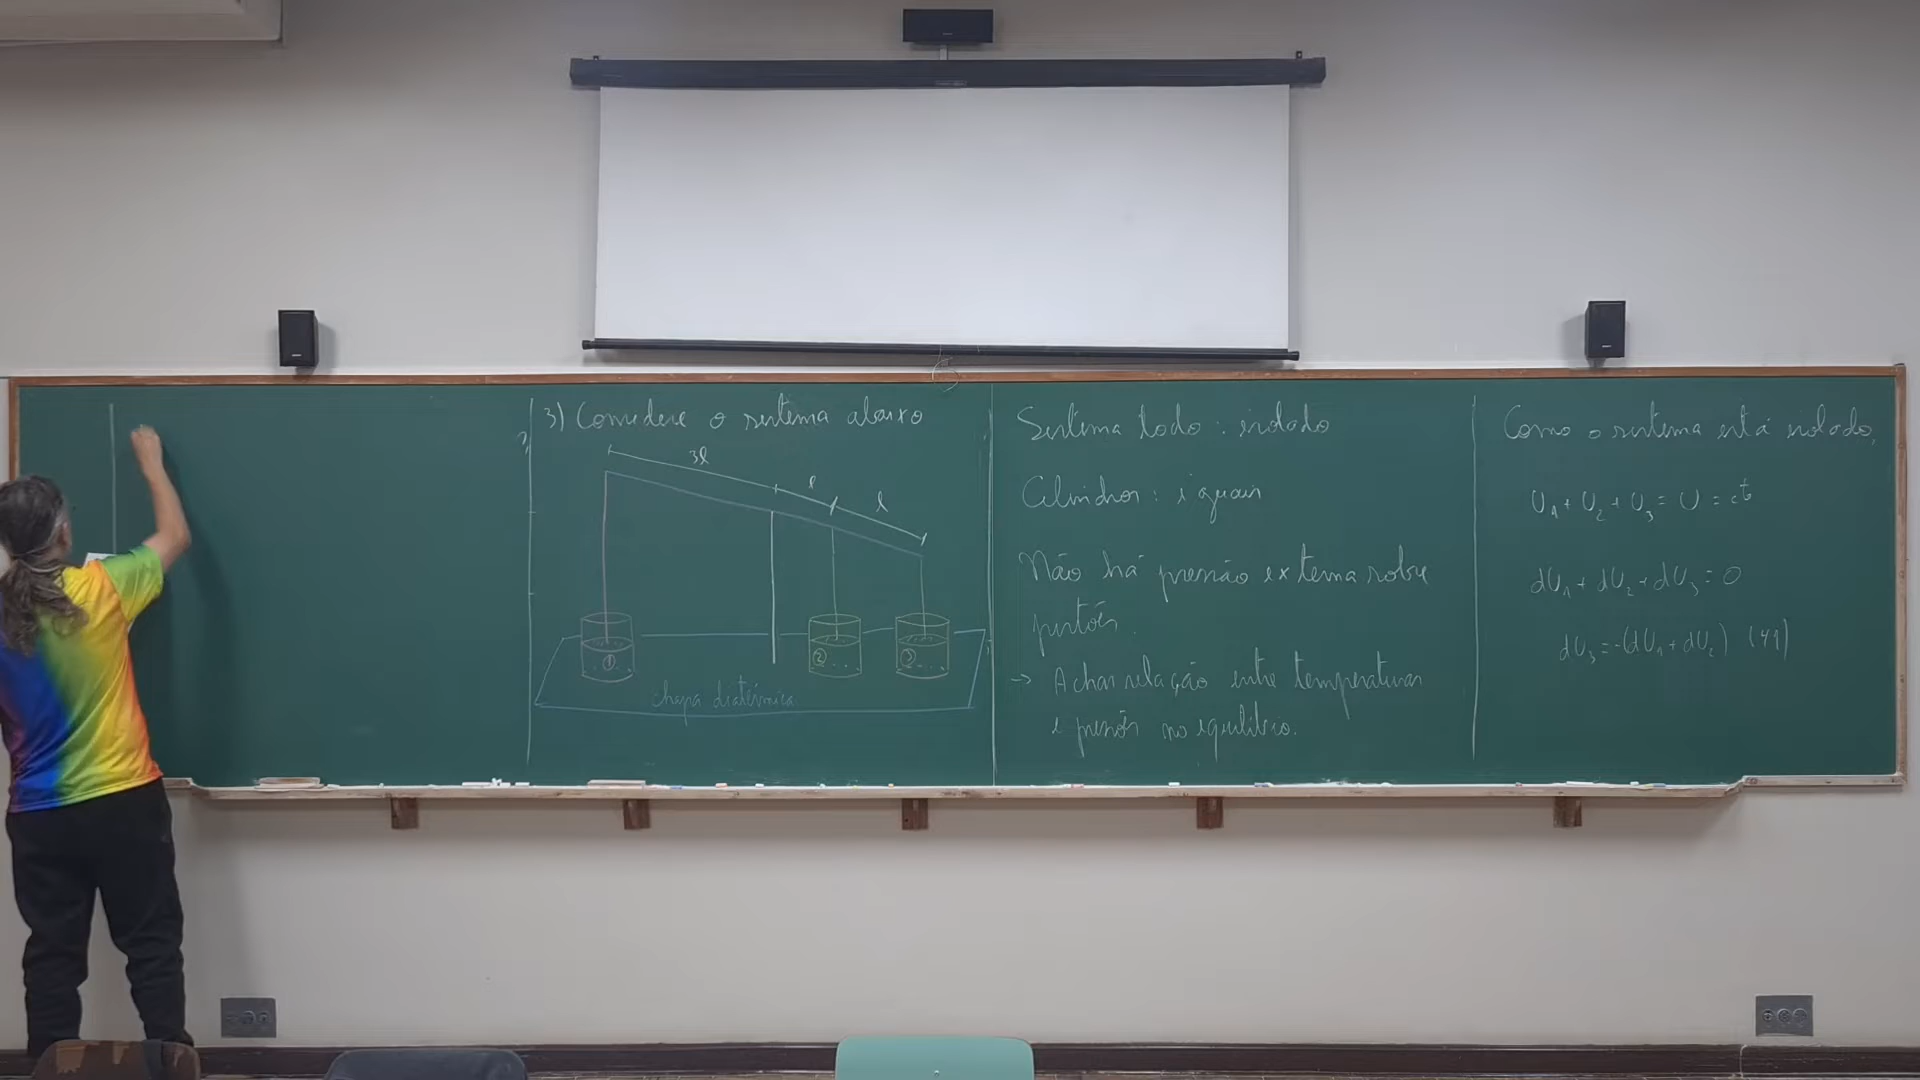 3) Considere o sistema abaixo
3l
l
l
1
2
3
chapa diatérmica
Sistema todo: isolado
Cilindros: iguais
Não há pressão externa sobre
pistões.
→ Achar relação entre temperaturas
e pressões no equilíbrio.
Como o sistema está isolado,
U₁ + U₂ + U₃ = U = cᵗᵉ
dU₁ + dU₂ + dU₃ = 0
dU₃ = -(dU₁ + dU₂) (41)